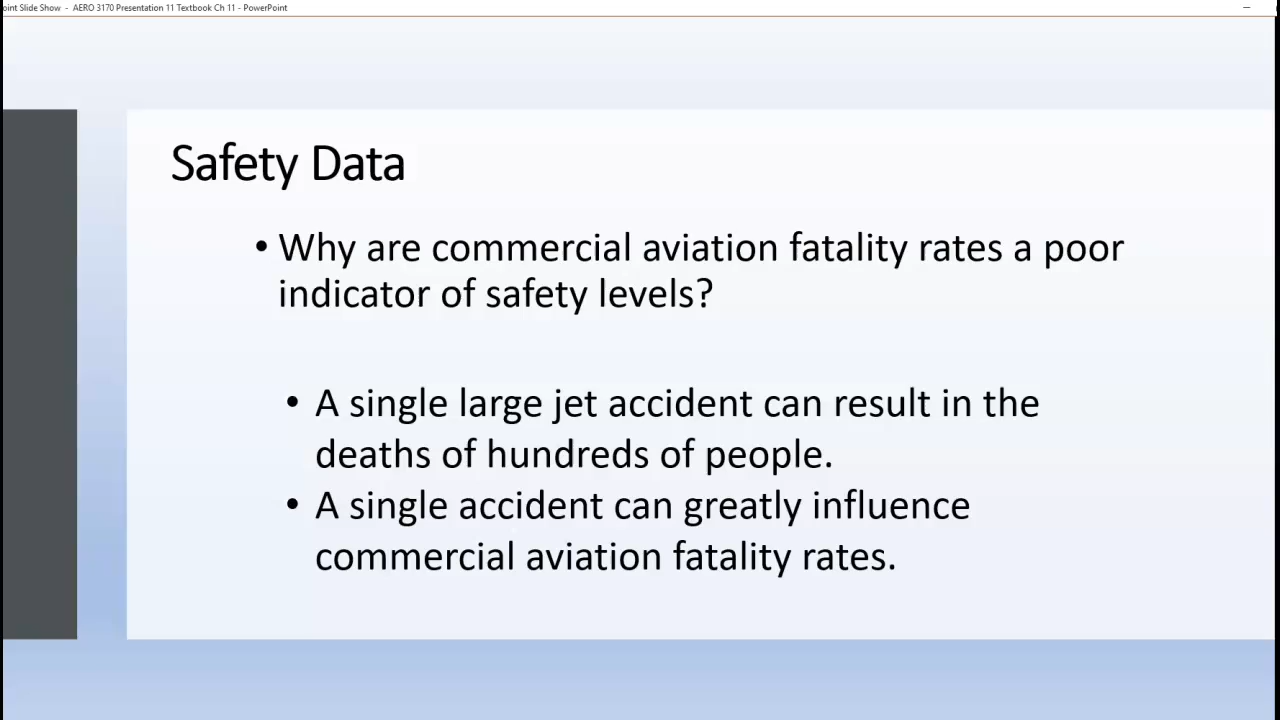 oint Slide Show - AERO 3170 Presentation 11 Textbook Ch 11 - PowerPoint
Safety Data
• Why are commercial aviation fatality rates a poor
indicator of safety levels?
• A single large jet accident can result in the
deaths of hundreds of people.
• A single accident can greatly influence
commercial aviation fatality rates.